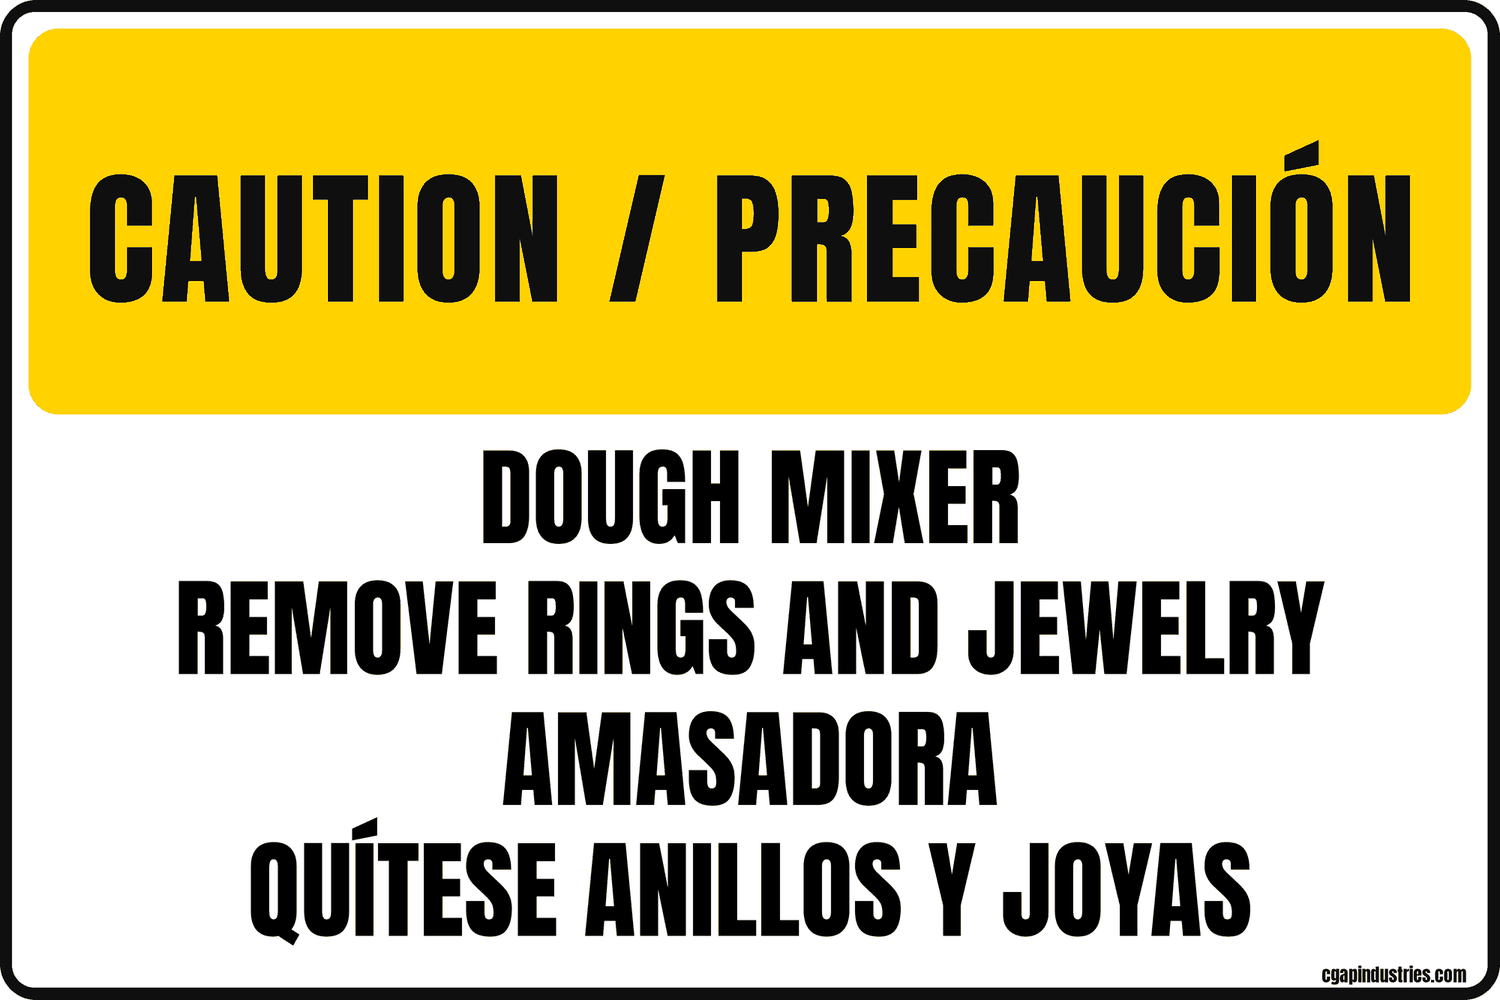 CAUTION / PRECAUCIÓN
DOUGH MIXER
REMOVE RINGS AND JEWELRY
AMASADORA
QUÍTESE ANILLOS Y JOYAS
cgapindustries.com